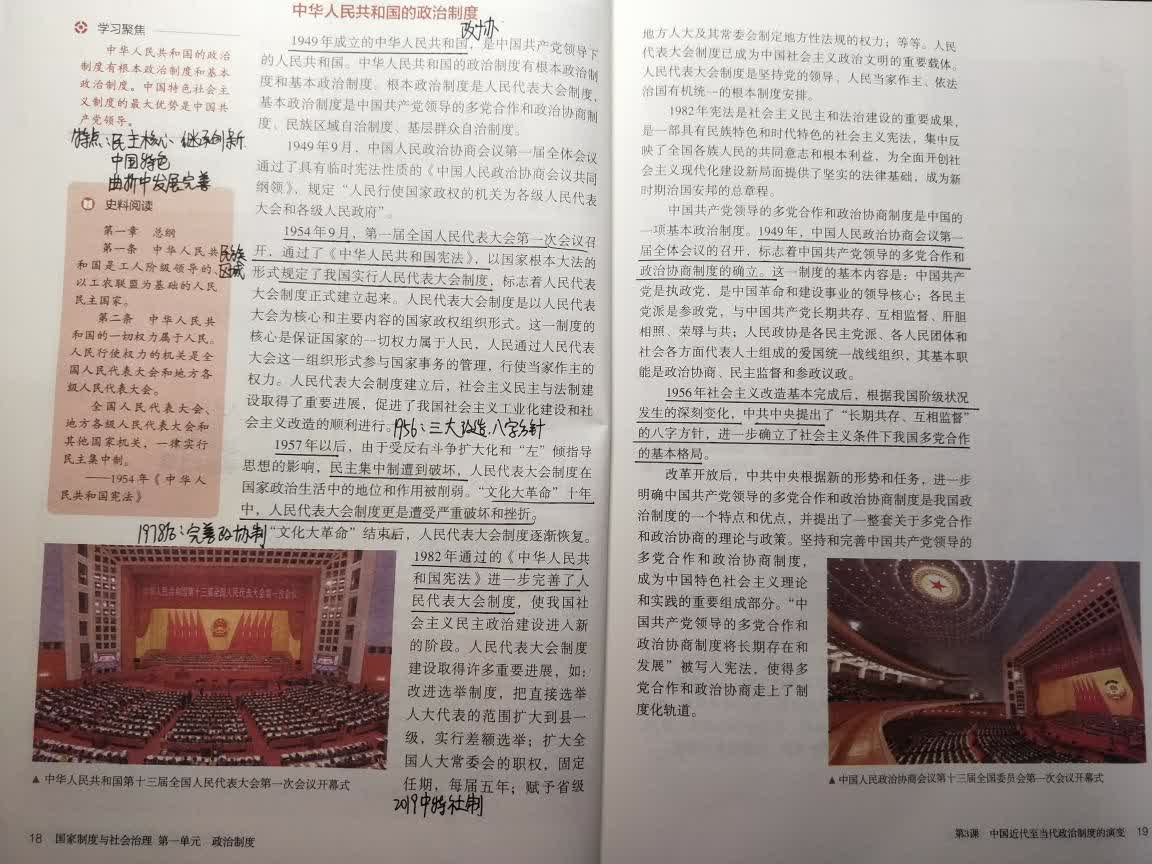 中华人民共和国的政治制度
学习聚焦
中华人民共和国的政治
制度有根本政治制度和基本
政治制度。中国特色社会主
义制度的最大优势是中国共
产党领导。
特点：民主核心、继承创新
中国特色
曲折中发展完善
史料阅读
第一章 总纲
第一条 中华人民共
和国是工人阶级领导的、
以工农联盟为基础的人民
民主国家。
第二条 中华人民共
和国的一切权力属于人民。
人民行使权力的机关是全
国人民代表大会和地方各
级人民代表大会。
全国人民代表大会、
地方各级人民代表大会和
其他国家机关，一律实行
民主集中制。
——1954年《中华人
民共和国宪法》
政协
1949年成立的中华人民共和国，是中国共产党领导下
的人民共和国。中华人民共和国的政治制度有根本政治制
度和基本政治制度。根本政治制度是人民代表大会制度，
基本政治制度是中国共产党领导的多党合作和政治协商制
度、民族区域自治制度、基层群众自治制度。
1949年9月，中国人民政治协商会议第一届全体会议
通过了具有临时宪法性质的《中国人民政治协商会议共同
纲领》，规定“人民行使国家政权的机关为各级人民代表
大会和各级人民政府”。
民族
区域
1954年9月，第一届全国人民代表大会第一次会议召
开，通过了《中华人民共和国宪法》，以国家根本大法的
形式规定了我国实行人民代表大会制度，标志着人民代表
大会制度正式建立起来。人民代表大会制度是以人民代表
大会为核心和主要内容的国家政权组织形式。这一制度的
核心是保证国家的一切权力属于人民，人民通过人民代表
大会这一组织形式参与国家事务的管理，行使当家作主的
权力。人民代表大会制度建立后，社会主义民主与法制建
设取得了重要进展，促进了我国社会主义工业化建设和社
会主义改造的顺利进行。
1956：三大改造.八字方针
1957年以后，由于受反右斗争扩大化和“左”倾指导
思想的影响，民主集中制遭到破坏，人民代表大会制度在
国家政治生活中的地位和作用被削弱。“文化大革命”十年
中，人民代表大会制度更是遭受严重破坏和挫折。
1978后：完善政协制
“文化大革命”结束后，人民代表大会制度逐渐恢复。
1982年通过的《中华人民共
和国宪法》进一步完善了人
民代表大会制度，使我国社
会主义民主政治建设进入新
的阶段。人民代表大会制度
建设取得许多重要进展，如：
改进选举制度，把直接选举
人大代表的范围扩大到县一
级，实行差额选举；扩大全
国人大常委会的职权，固定
任期，每届五年；赋予省级
2019中特社制
中华人民共和国第十三届全国人民代表大会第一次会议
▲ 中华人民共和国第十三届全国人民代表大会第一次会议开幕式
18 国家制度与社会治理 第一单元 政治制度
地方人大及其常委会制定地方性法规的权力；等等。人民
代表大会制度已成为中国社会主义政治文明的重要载体。
人民代表大会制度是坚持党的领导、人民当家作主、依法
治国有机统一的根本制度安排。
1982年宪法是社会主义民主和法治建设的重要成果，
是一部具有民族特色和时代特色的社会主义宪法，集中反
映了全国各族人民的共同意志和根本利益，为全面开创社
会主义现代化建设新局面提供了坚实的法律基础，成为新
时期治国安邦的总章程。
中国共产党领导的多党合作和政治协商制度是中国的
一项基本政治制度。1949年，中国人民政治协商会议第一
届全体会议的召开，标志着中国共产党领导的多党合作和
政治协商制度的确立。这一制度的基本内容是：中国共产
党是执政党，是中国革命和建设事业的领导核心；各民主
党派是参政党，与中国共产党长期共存、互相监督、肝胆
相照、荣辱与共；人民政协是各民主党派、各人民团体和
社会各方面代表人士组成的爱国统一战线组织，其基本职
能是政治协商、民主监督和参政议政。
1956年社会主义改造基本完成后，根据我国阶级状况
发生的深刻变化，中共中央提出了“长期共存、互相监督”
的八字方针，进一步确立了社会主义条件下我国多党合作
的基本格局。
改革开放后，中共中央根据新的形势和任务，进一步
明确中国共产党领导的多党合作和政治协商制度是我国政
治制度的一个特点和优点，并提出了一整套关于多党合作
和政治协商的理论与政策。坚持和完善中国共产党领导的
多党合作和政治协商制度，
成为中国特色社会主义理论
和实践的重要组成部分。“中
国共产党领导的多党合作和
政治协商制度将长期存在和
发展”被写入宪法，使得多
党合作和政治协商走上了制
度化轨道。
▲ 中国人民政治协商会议第十三届全国委员会第一次会议开幕式
第3课 中国近代至当代政治制度的演变 19